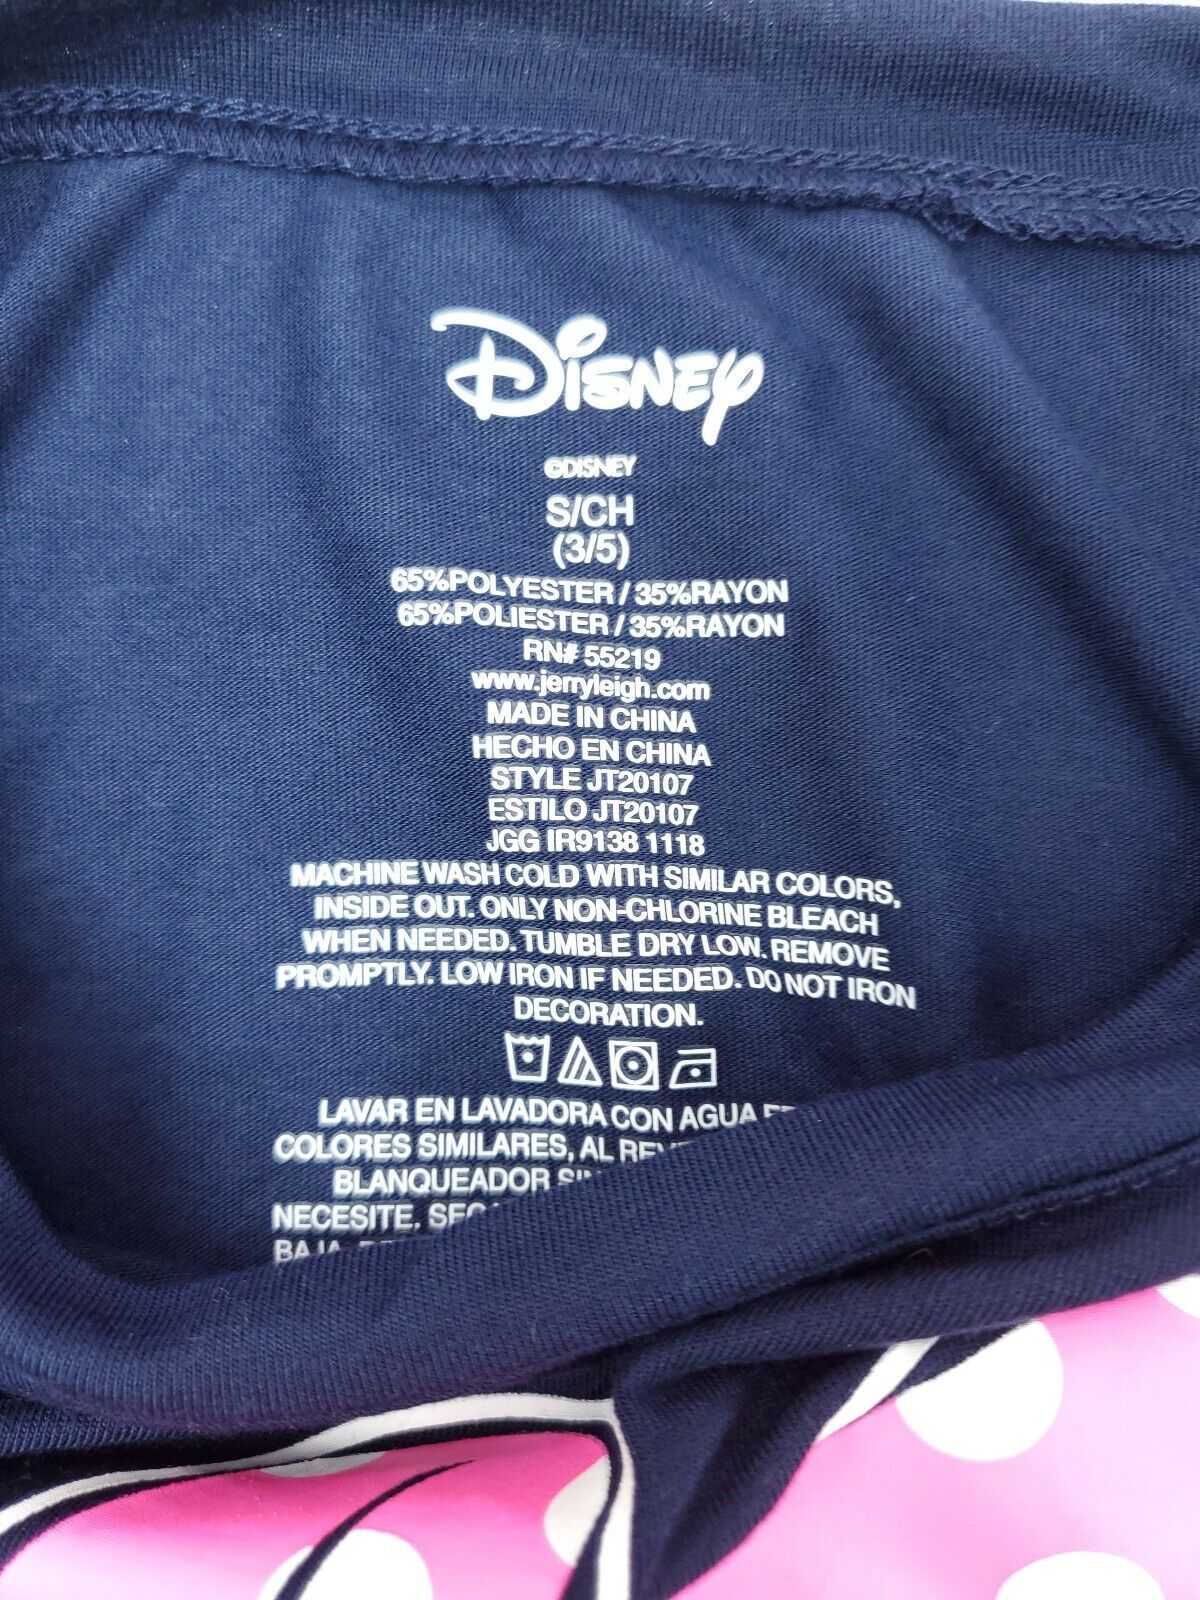 Disney
©DISNEY
S/CH
(3/5)
65%POLYESTER / 35%RAYON
65%POLIESTER / 35%RAYON
RN# 55219
www.jerryleigh.com
MADE IN CHINA
HECHO EN CHINA
STYLE JT20107
ESTILO JT20107
JGG IR9138 1118
MACHINE WASH COLD WITH SIMILAR COLORS,
INSIDE OUT. ONLY NON-CHLORINE BLEACH
WHEN NEEDED. TUMBLE DRY LOW. REMOVE
PROMPTLY. LOW IRON IF NEEDED. DO NOT IRON
DECORATION.
LAVAR EN LAVADORA CON AGUA
COLORES SIMILARES, AL
BLANQUEADOR
NECESITE.
BAJA.